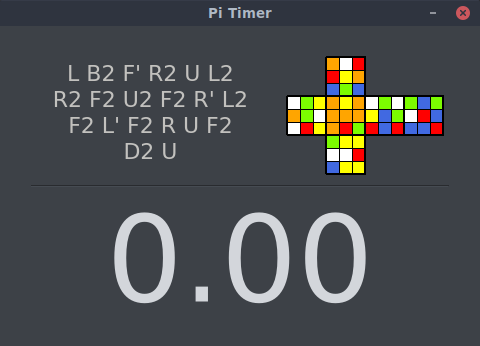 Pi Timer
L B2 F' R2 U L2
R2 F2 U2 F2 R' L2
F2 L' F2 R U F2
D2 U
0.00